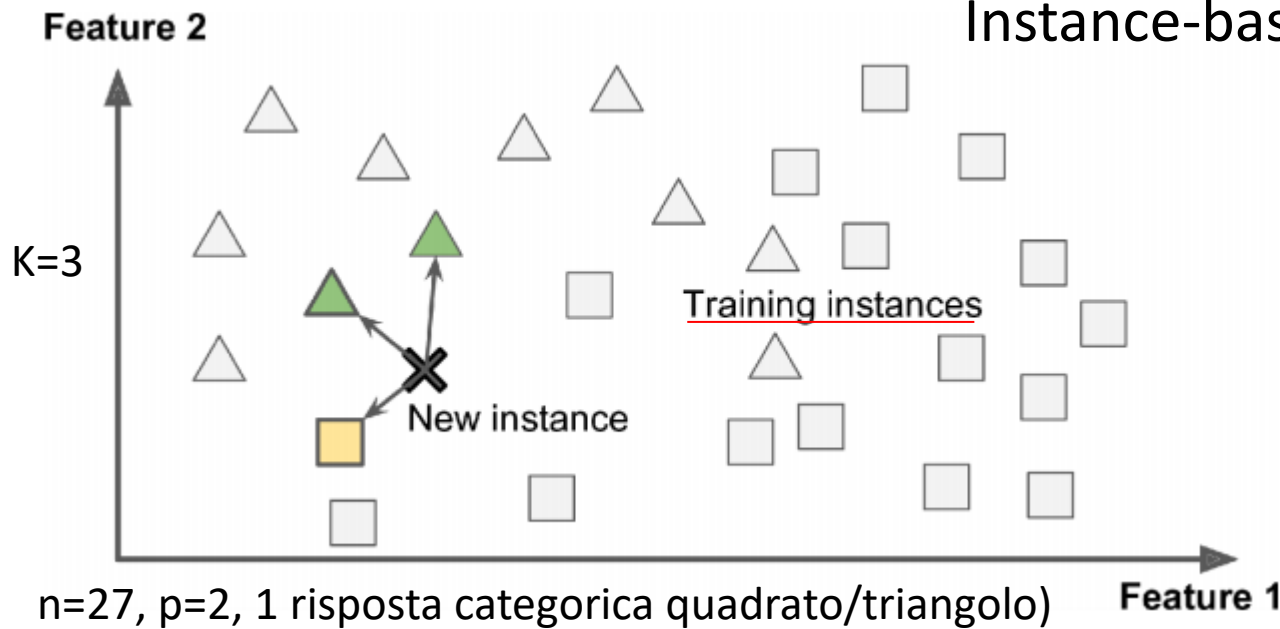 Instance-bas
Feature 2
K=3
Training instances
New instance
Feature 1
n=27, p=2, 1 risposta categorica quadrato/triangolo)